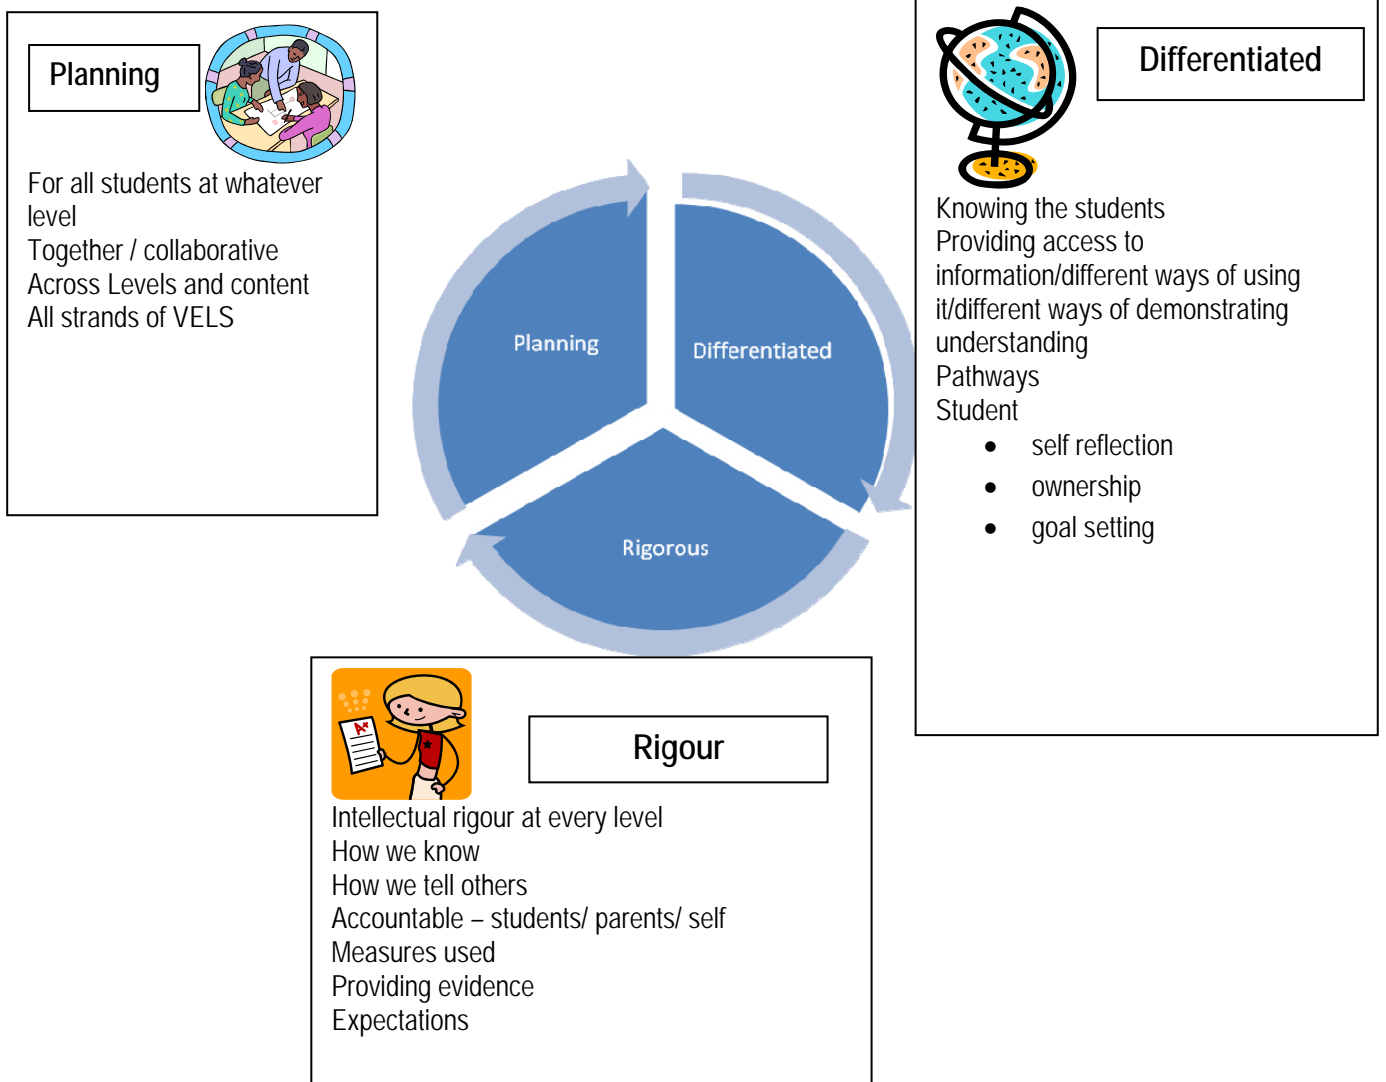 Planning
For all students at whatever
level
Together / collaborative
Across Levels and content
All strands of VELS
Differentiated
Knowing the students
Providing access to
information/different ways of using
it/different ways of demonstrating
understanding
Pathways
Student
• self reflection
• ownership
• goal setting
Planning
Differentiated
Rigorous
A+
Rigour
Intellectual rigour at every level
How we know
How we tell others
Accountable – students/ parents/ self
Measures used
Providing evidence
Expectations